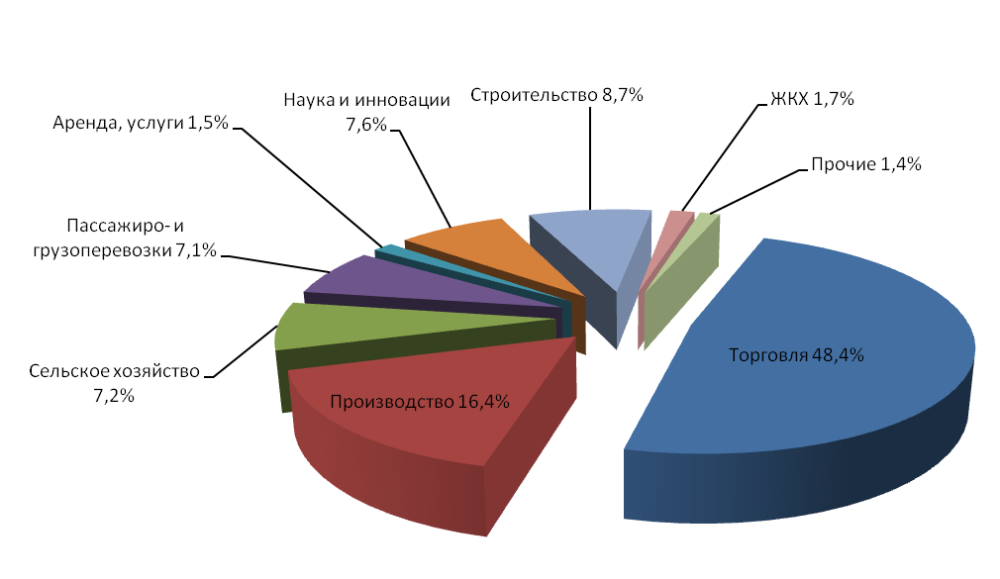 Строительство 8,7%
Наука и инновации
7,6%
ЖКХ 1,7%
Аренда, услуги 1,5%
Прочие 1,4%
Пассажиро- и
грузоперевозки 7,1%
Торговля 48,4%
Сельское хозяйство
7,2%
Производство 16,4%